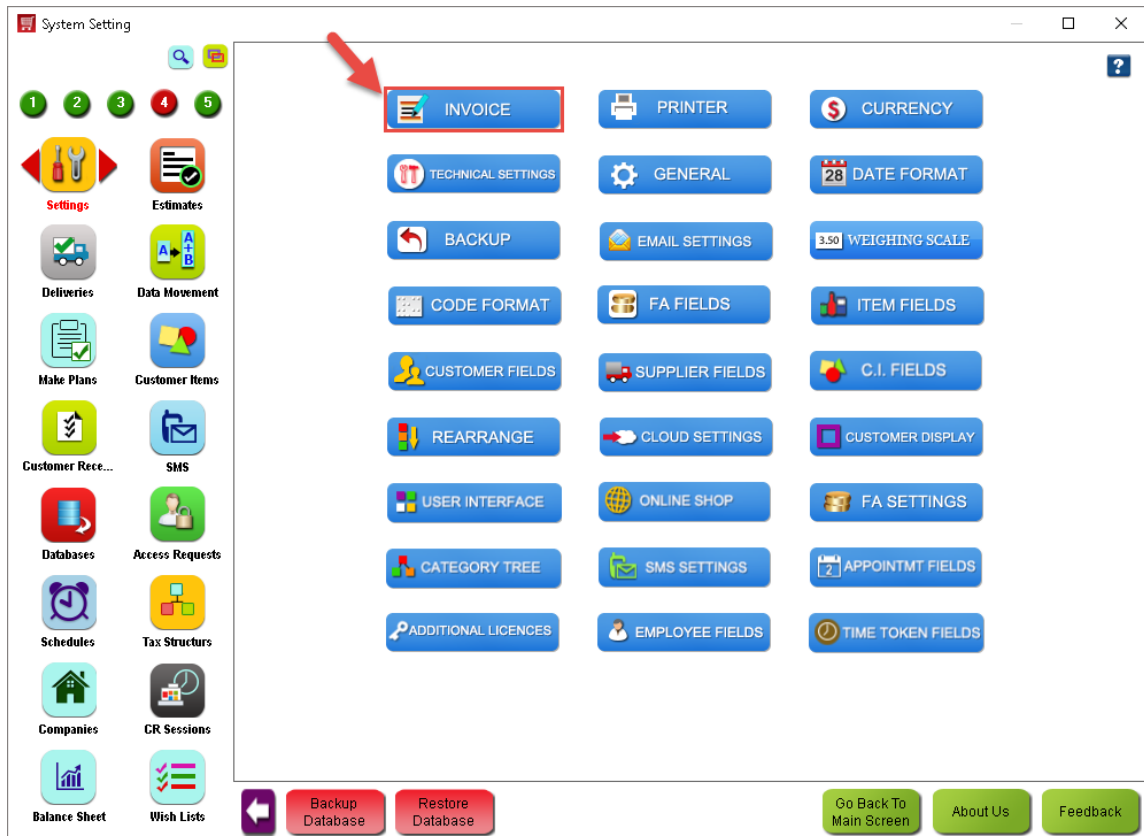 System Setting
1 2 3 4 5
Settings
Estimates
Deliveries
Data Movement
A A+B
Make Plans
Customer Items
Customer Rece...
SMS
Databases
Access Requests
Schedules
Tax Structurs
Companies
CR Sessions
Balance Sheet
Wish Lists
?
INVOICE
PRINTER
$ CURRENCY
TECHNICAL SETTINGS
GENERAL
28 DATE FORMAT
BACKUP
EMAIL SETTINGS
3.50 WEIGHING SCALE
CODE FORMAT
FA FIELDS
ITEM FIELDS
CUSTOMER FIELDS
SUPPLIER FIELDS
C.I. FIELDS
REARRANGE
CLOUD SETTINGS
CUSTOMER DISPLAY
USER INTERFACE
ONLINE SHOP
FA SETTINGS
CATEGORY TREE
SMS SETTINGS
2 APPOINTMT FIELDS
ADDITIONAL LICENCES
EMPLOYEE FIELDS
TIME TOKEN FIELDS
Backup
Database
Restore
Database
Go Back To
Main Screen
About Us
Feedback